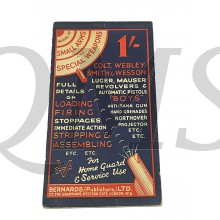 SMALL ARMS
SPECIAL WEAPONS
1/-
COLT, WEBLEY
SMITH & WESSON
LUGER, MAUSER
REVOLVERS &
AUTOMATIC PISTOLS
"BOYS"
ANTI-TANK GUN
HAND GRENADES
NORTHOVER
PROJECTOR
ETC. ETC.
FULL
DETAILS
ON
LOADING
FIRING
STOPPAGES
IMMEDIATE ACTION
STRIPPING &
ASSEMBLING
ETC. ETC.
For
Home Guard
& Service Use
BERNARDS (Publishers) LTD.